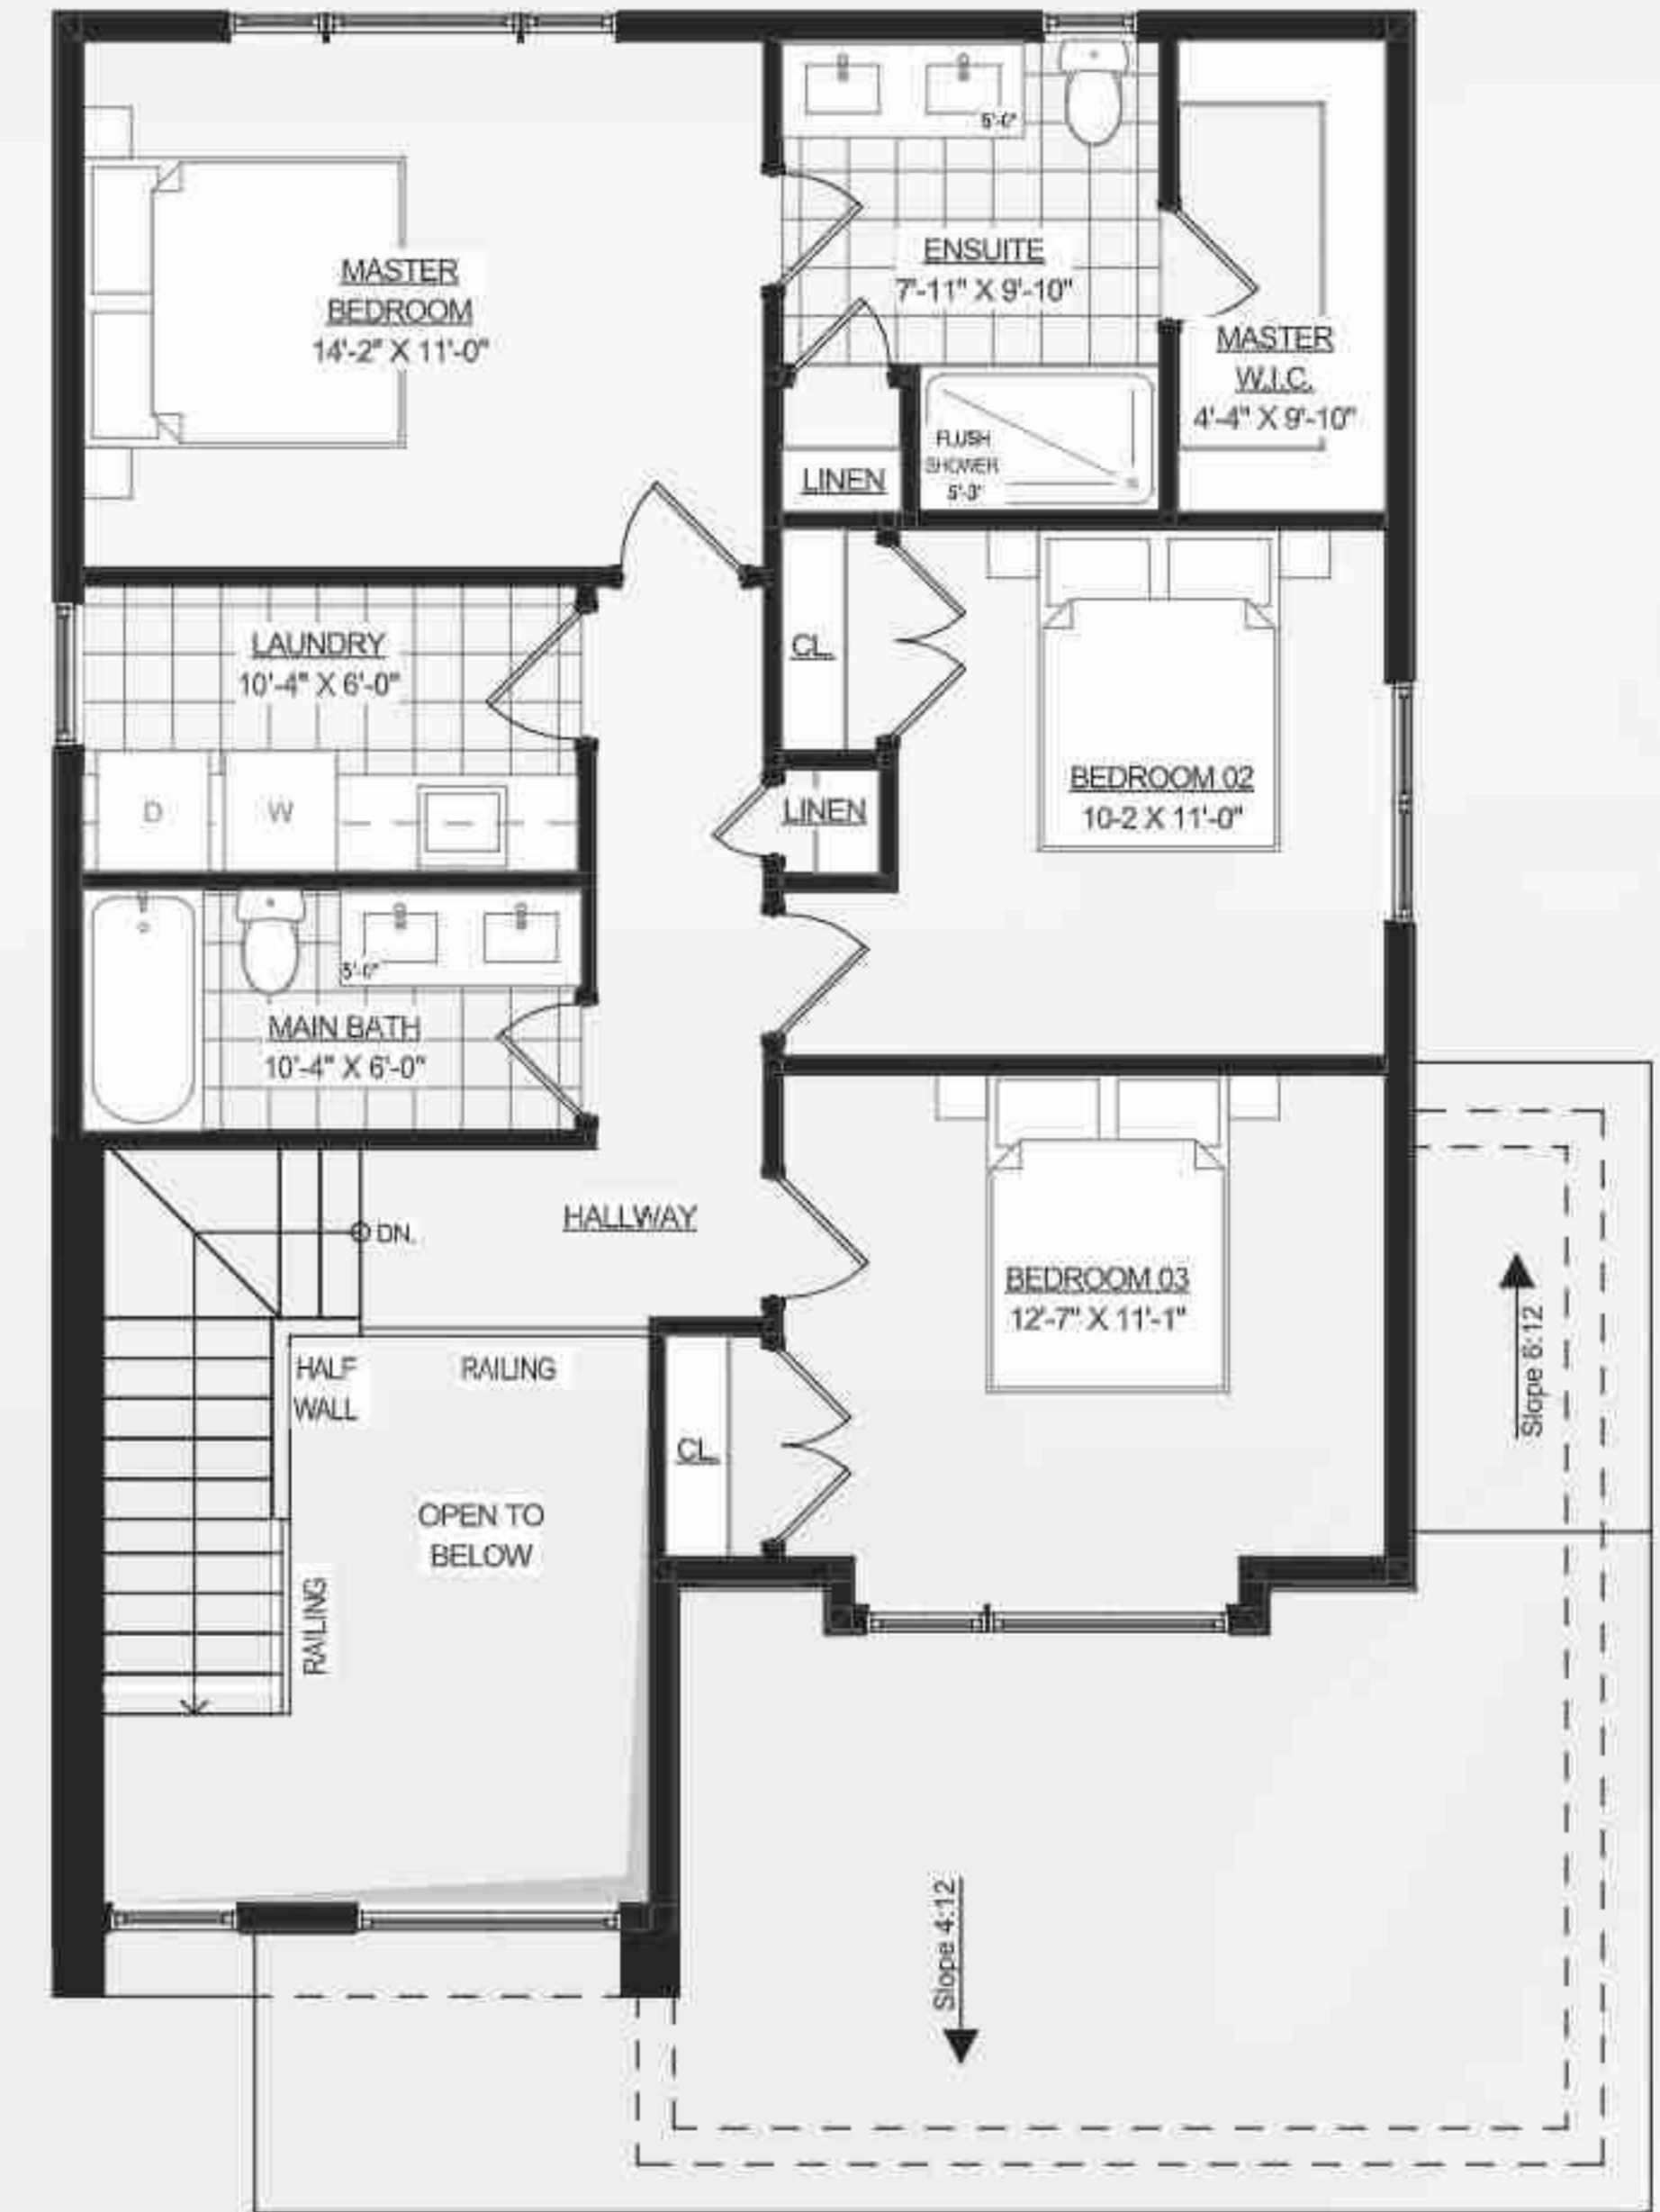 5'-0"
ENSUITE
7'-11" X 9'-10"
MASTER
BEDROOM
14'-2" X 11'-0"
MASTER
W.I.C.
4'-4" X 9'-10"
FLUSH
SHOWER
5'-3"
LINEN
LAUNDRY
10'-4" X 6'-0"
CL.
D
W
LINEN
BEDROOM 02
10-2 X 11'-0"
5'-0"
MAIN BATH
10'-4" X 6'-0"
DN.
HALLWAY
BEDROOM 03
12'-7" X 11'-1"
Slope 6:12
HALF
WALL
RAILING
CL.
OPEN TO
BELOW
RAILING
Slope 4:12